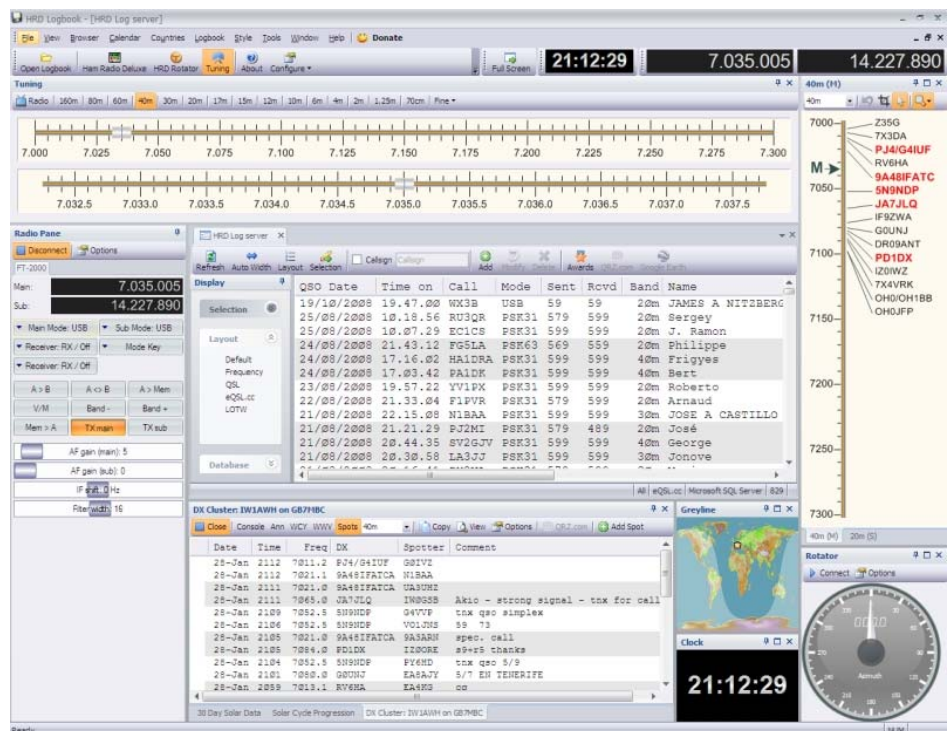 HRD Logbook - [HRD Log server]
File View Browser Calendar Countries Logbook Style Tools Window Help Donate
Open Logbook Ham Radio Deluxe HRD Rotator Tuning About Configure Full Screen 21:12:29 7.035.005 14.227.890
Tuning
Radio 160m 80m 60m 40m 30m 20m 17m 15m 12m 10m 6m 4m 2m 1.25m 70cm Fine
7.000 7.025 7.050 7.075 7.100 7.125 7.150 7.175 7.200 7.225 7.250 7.275 7.300
7.032.5 7.033.0 7.033.5 7.034.0 7.034.5 7.035.0 7.035.5 7.036.0 7.036.5 7.037.0 7.037.5
40m (M)
40m
7000
Z35G
7X3DA
PJ4/G4IUF
RV6HA
M
9A48IFATC
7050
5N9NDP
JA7JLQ
IF9ZWA
G0UNJ
DR09ANT
7100
PD1DX
IZ0IWZ
7X4VRK
OH0/OH1BB
OH0JFP
7150
7200
7250
7300
40m (M) 20m (S)
Radio Pane
Disconnect Options
FT-2000
Main: 7.035.005
Sub: 14.227.890
Main Mode: USB Sub Mode: USB
Receiver: RX / Off Mode Key
Receiver: RX / Off
A > B A <> B A > Mem
V/M Band - Band +
Mem > A TX main TX sub
AF gain (main): 5
AF gain (sub): 0
IF shift: 0 Hz
Filter width: 16
HRD Log server
Refresh Auto Width Layout Selection Callsign Callsign Add Modify Delete Awards QRZ.com Google Earth
Display
Selection
Layout
Default
Frequency
QSL
eQSL.cc
LOTW
Database
QSO Date Time on Call Mode Sent Rcvd Band Name
19/10/2008 19.47.00 WX3B USB 59 59 20m JAMES A NITZBERG
25/08/2008 10.18.56 RU3QR PSK31 579 599 20m Sergey
25/08/2008 10.07.29 EC1CS PSK31 599 599 20m J. Ramon
24/08/2008 21.43.12 FG5LA PSK63 569 559 20m Philippe
24/08/2008 17.16.02 HA1DRA PSK31 599 599 40m Frigyes
24/08/2008 17.03.42 PA1DK PSK31 599 599 40m Bert
23/08/2008 19.57.22 YV1PX PSK31 599 599 20m Roberto
22/08/2008 21.33.04 F1PVR PSK31 579 599 20m Arnaud
21/08/2008 22.15.08 N1BAA PSK31 599 599 30m JOSE A CASTILLO
21/08/2008 21.21.29 PJ2MI PSK31 579 489 20m José
21/08/2008 20.44.35 SV2GJV PSK31 599 599 40m George
21/08/2008 20.30.58 LA3JJ PSK31 599 599 30m Jonove
All eQSL.cc Microsoft SQL Server 829
DX Cluster: IW1AWH on GB7MBC
Close Console Ann WCY WWV Spots 40m Copy View Options QRZ.com Add Spot
Date Time Freq DX Spotter Comment
28-Jan 2112 7011.2 PJ4/G4IUF G0IVZ
28-Jan 2112 7021.1 9A48IFATCA N1BAA
28-Jan 2111 7021.0 9A48IFATCA UA3UHZ
28-Jan 2111 7065.0 JA7JLQ IW0GSB Akio - strong signal - tnx for call
28-Jan 2109 7052.5 5N9NDP G4VVP tnx qso simplex
28-Jan 2106 7052.5 5N9NDP VO1JNS 59 73
28-Jan 2105 7021.0 9A48IFATCA 9A3ARN spec. call
28-Jan 2105 7084.0 PD1DX IZ0ORE s9+r5 thanks
28-Jan 2104 7052.5 5N9NDP PY6HD tnx qso 5/9
28-Jan 2101 7080.0 G0UNJ EA8AJY 5/7 EN TENERIFE
28-Jan 2059 7013.1 RV6HA EA4KG cq
30 Day Solar Data Solar Cycle Progression DX Cluster: IW1AWH on GB7MBC
Greyline
Clock
21:12:29
Rotator
Connect Options
000.0
Azimuth
Ready